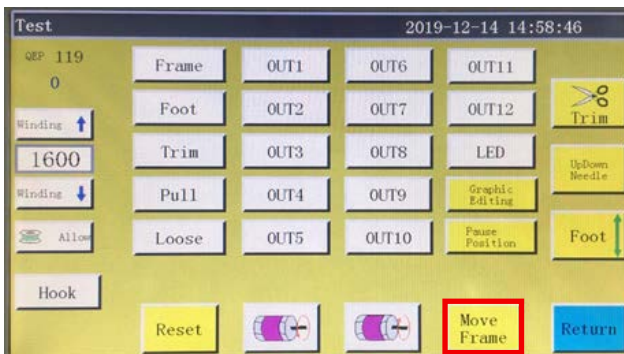 Test 2019-12-14 14:58:46
QEP 119
0
Frame OUT1 OUT6 OUT11
Winding
Foot OUT2 OUT7 OUT12 Trim
1600 Trim OUT3 OUT8 LED
UpDown
Needle
Winding Pull OUT4 OUT9 Graphic
Editing
Allow Loose OUT5 OUT10 Pause
Position
Foot
Hook
Reset Move
Frame
Return